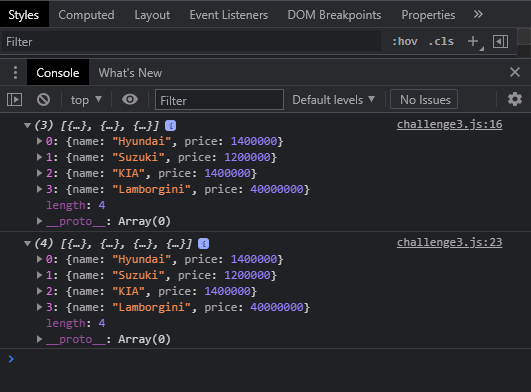 Styles Computed Layout Event Listeners DOM Breakpoints Properties »
Filter :hov .cls +
Console What's New ×
top ▾ Filter Default levels ▾ No Issues
▼(3) [{…}, {…}, {…}] i challenge3.js:16
▶0: {name: "Hyundai", price: 1400000}
▶1: {name: "Suzuki", price: 1200000}
▶2: {name: "KIA", price: 1400000}
▶3: {name: "Lamborgini", price: 40000000}
length: 4
▶__proto__: Array(0)
▼(4) [{…}, {…}, {…}, {…}] i challenge3.js:23
▶0: {name: "Hyundai", price: 1400000}
▶1: {name: "Suzuki", price: 1200000}
▶2: {name: "KIA", price: 1400000}
▶3: {name: "Lamborgini", price: 40000000}
length: 4
▶__proto__: Array(0)
>